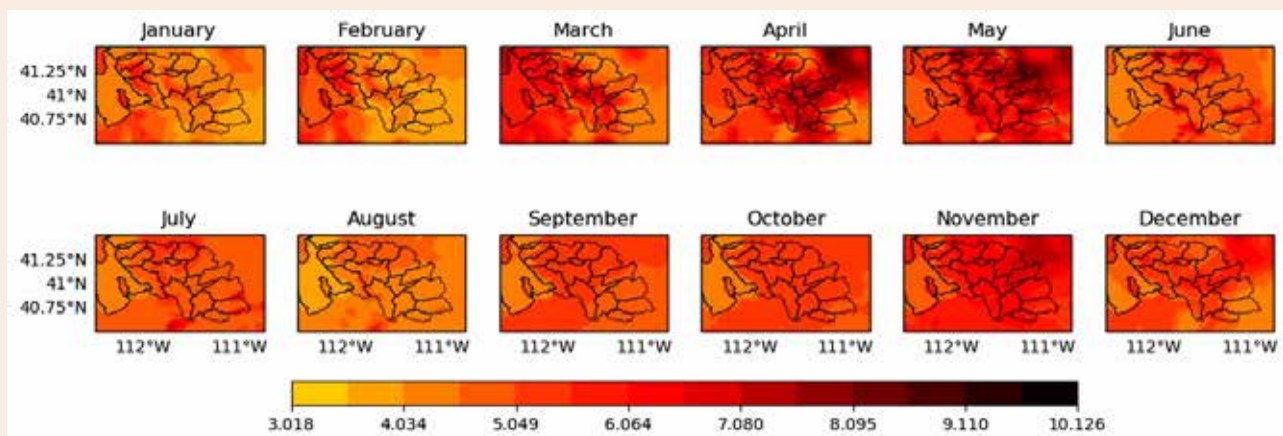 January February March April May June
41.25°N
41°N
40.75°N
July August September October November December
41.25°N
41°N
40.75°N
112°W 111°W 112°W 111°W 112°W 111°W 112°W 111°W 112°W 111°W 112°W 111°W
3.018 4.034 5.049 6.064 7.080 8.095 9.110 10.126